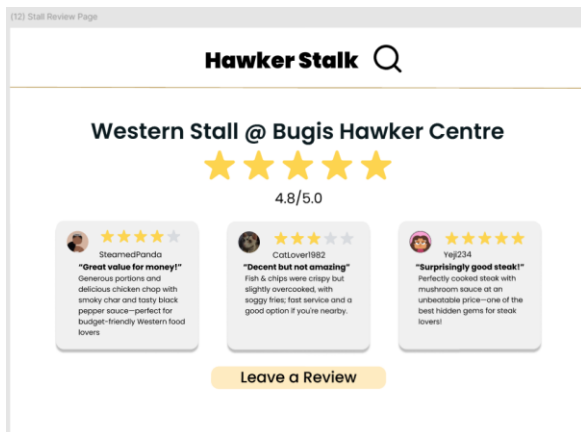 (12) Stall Review Page
Hawker Stalk
Western Stall @ Bugis Hawker Centre
4.8/5.0
SteamedPanda
“Great value for money!”
Generous portions and
delicious chicken chop with
smoky char and tasty black
pepper sauce—perfect for
budget-friendly Western food
lovers
CatLover1982
“Decent but not amazing”
Fish & chips were crispy but
slightly overcooked, with
soggy fries; fast service and a
good option if you're nearby.
Yeji234
“Surprisingly good steak!”
Perfectly cooked steak with
mushroom sauce at an
unbeatable price—one of the
best hidden gems for steak
lovers!
Leave a Review